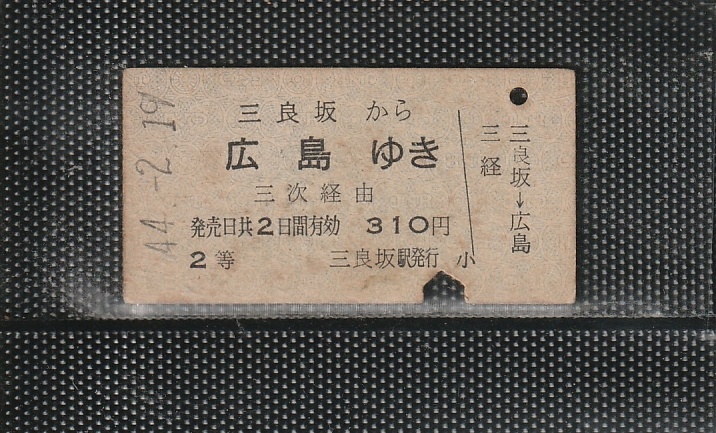 44.-2.19
三良坂 から
広島 ゆき
三次経由
発売日共2日間有効 310円
2等 三良坂駅発行 小
三良坂→広島
三経